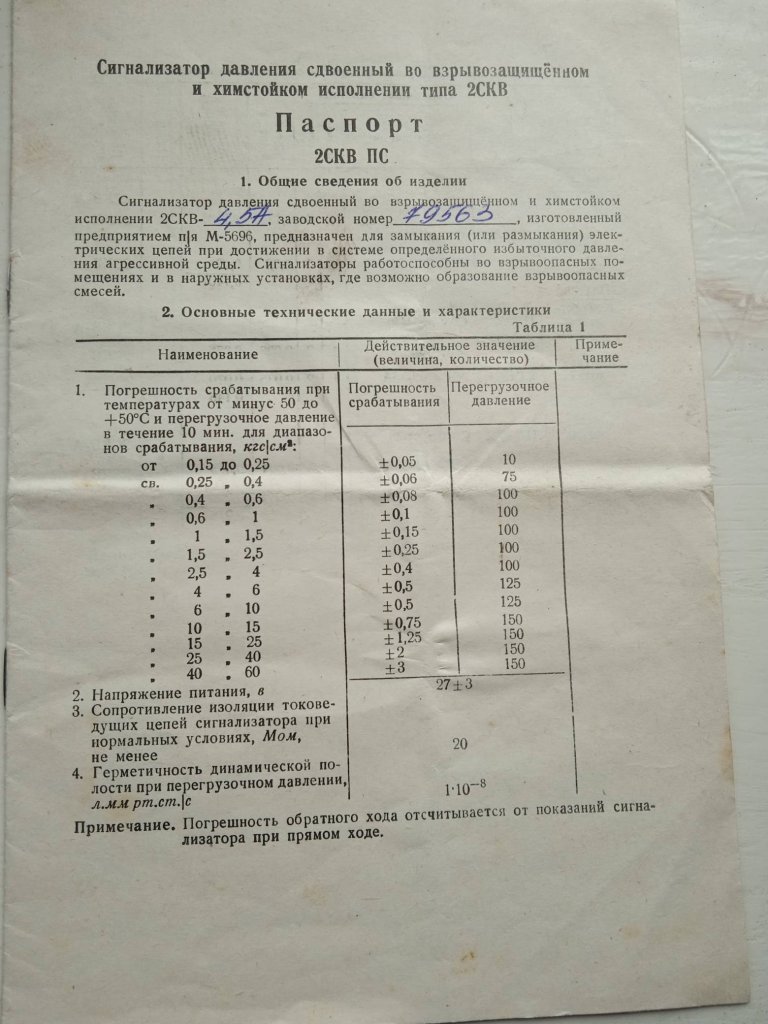 Сигнализатор давления сдвоенный во взрывозащищённом
и химстойком исполнении типа 2СКВ
Паспорт
2СКВ ПС
1. Общие сведения об изделии
Сигнализатор давления сдвоенный во взрывозащищённом и химстойком
исполнении 2СКВ- 4,5А, заводской номер 79563, изготовленный
предприятием п|я М-5696, предназначен для замыкания (или размыкания) элек-
трических цепей при достижении в системе определённого избыточного давле-
ния агрессивной среды. Сигнализаторы работоспособны во взрывоопасных по-
мещениях и в наружных установках, где возможно образование взрывоопасных
смесей.
2. Основные технические данные и характеристики
Таблица 1
Наименование Действительное значение (величина, количество) Приме-чание
1. Погрешность срабатывания при Погрешность Перегрузочное
температурах от минус 50 до срабатывания давление
+50°С и перегрузочное давление
в течение 10 мин. для диапазо-
нов срабатывания, кгс|см²:
от 0,15 до 0,25 ±0,05 10
св. 0,25 „ 0,4 ±0,06 75
„ 0,4 „ 0,6 ±0,08 100
„ 0,6 „ 1 ±0,1 100
„ 1 „ 1,5 ±0,15 100
„ 1,5 „ 2,5 ±0,25 100
„ 2,5 „ 4 ±0,4 100
„ 4 „ 6 ±0,5 125
„ 6 „ 10 ±0,5 125
„ 10 „ 15 ±0,75 150
„ 15 „ 25 ±1,25 150
„ 25 „ 40 ±2 150
„ 40 „ 60 ±3 150
2. Напряжение питания, в 27±3
3. Сопротивление изоляции токове-
дущих цепей сигнализатора при
нормальных условиях, Мом,
не менее 20
4. Герметичность динамической по-
лости при перегрузочном давлении,
л.мм рт.ст.|с 1·10⁻⁸
Примечание. Погрешность обратного хода отсчитывается от показаний сигна-
лизатора при прямом ходе.